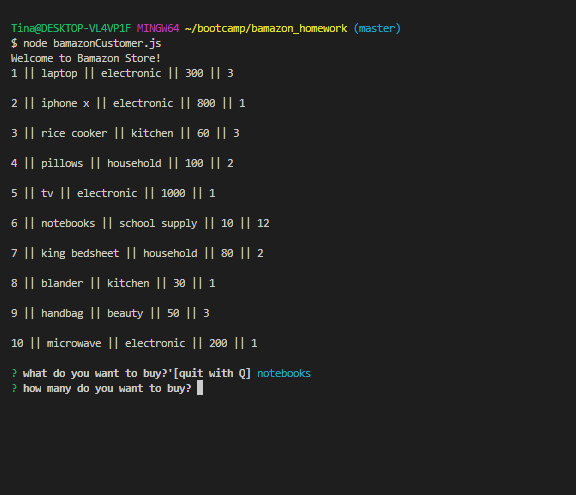 Tina@DESKTOP-VL4VP1F MINGW64 ~/bootcamp/bamazon_homework (master)
$ node bamazonCustomer.js
Welcome to Bamazon Store!
1 || laptop || electronic || 300 || 3
2 || iphone x || electronic || 800 || 1
3 || rice cooker || kitchen || 60 || 3
4 || pillows || household || 100 || 2
5 || tv || electronic || 1000 || 1
6 || notebooks || school supply || 10 || 12
7 || king bedsheet || household || 80 || 2
8 || blander || kitchen || 30 || 1
9 || handbag || beauty || 50 || 3
10 || microwave || electronic || 200 || 1
? what do you want to buy?'[quit with Q] notebooks
? how many do you want to buy?